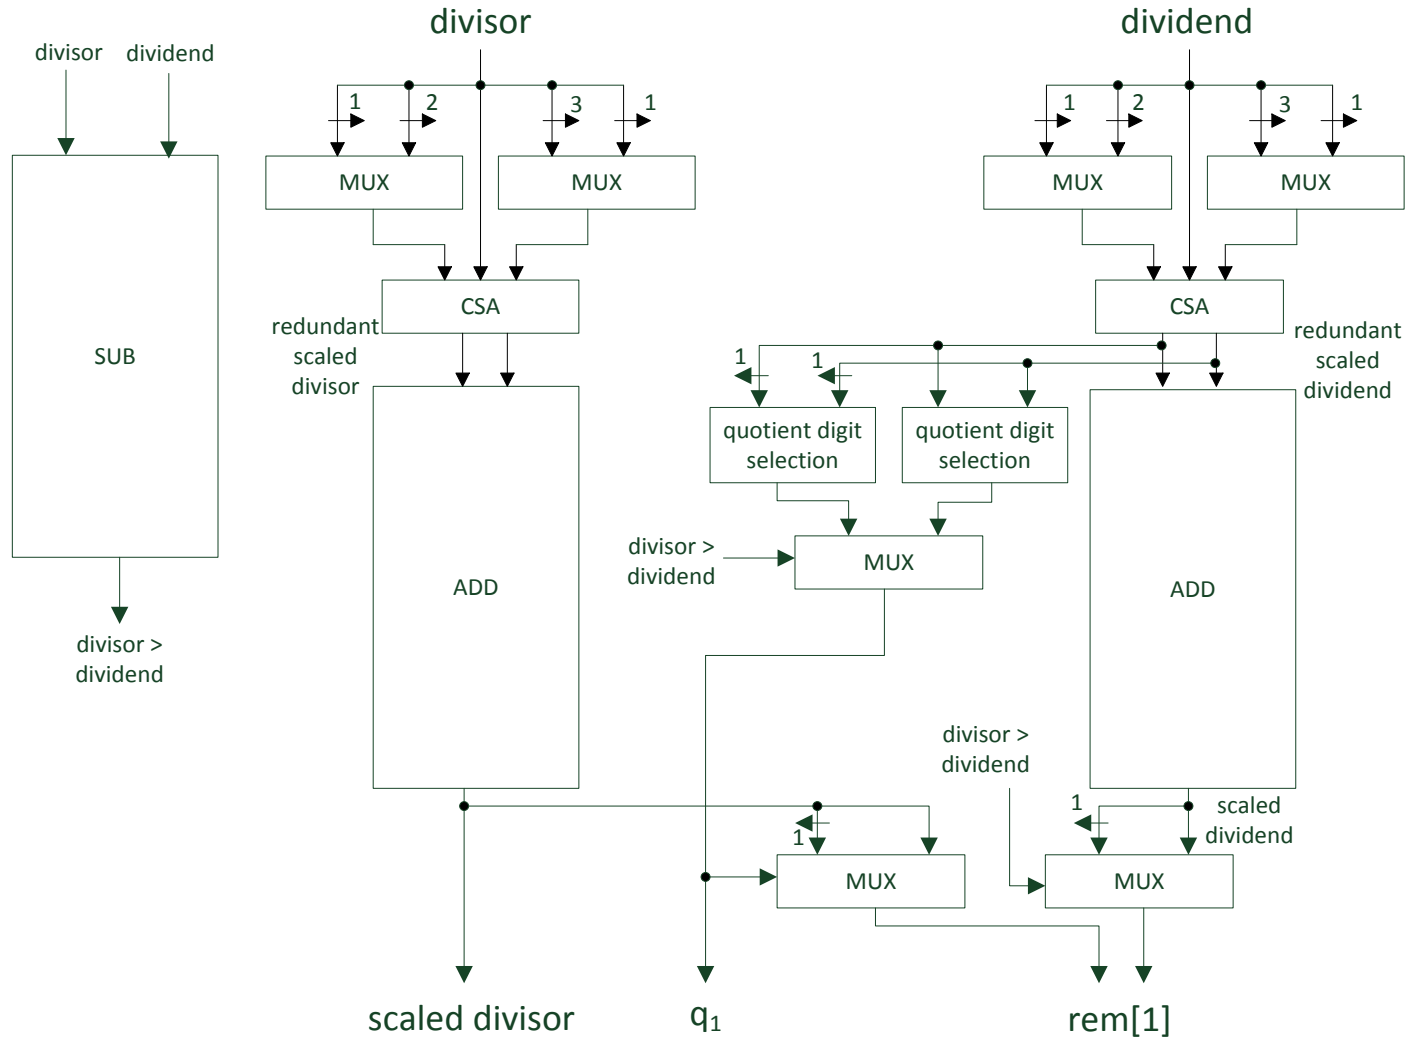 divisor
dividend
divisor
dividend
1
2
3
1
1
2
3
1
MUX
MUX
MUX
MUX
CSA
CSA
redundant
scaled
divisor
redundant
scaled
dividend
SUB
1
1
quotient digit
selection
quotient digit
selection
divisor >
dividend
MUX
ADD
ADD
divisor >
dividend
divisor >
dividend
1
1
scaled
dividend
MUX
MUX
scaled divisor
q₁
rem[1]